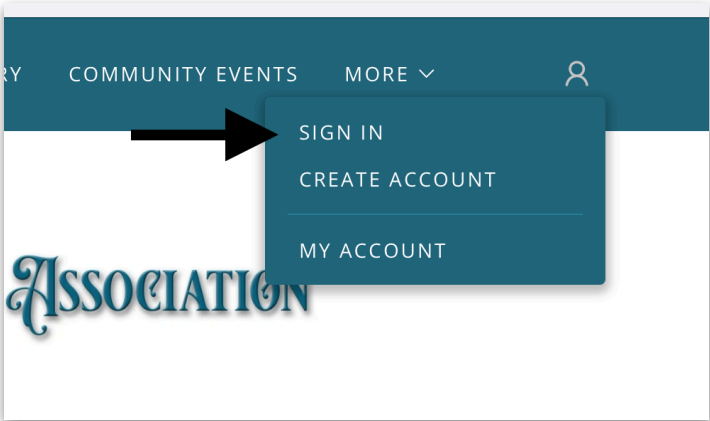 COMMUNITY EVENTS MORE
SIGN IN
CREATE ACCOUNT
MY ACCOUNT
ASSOCIATION